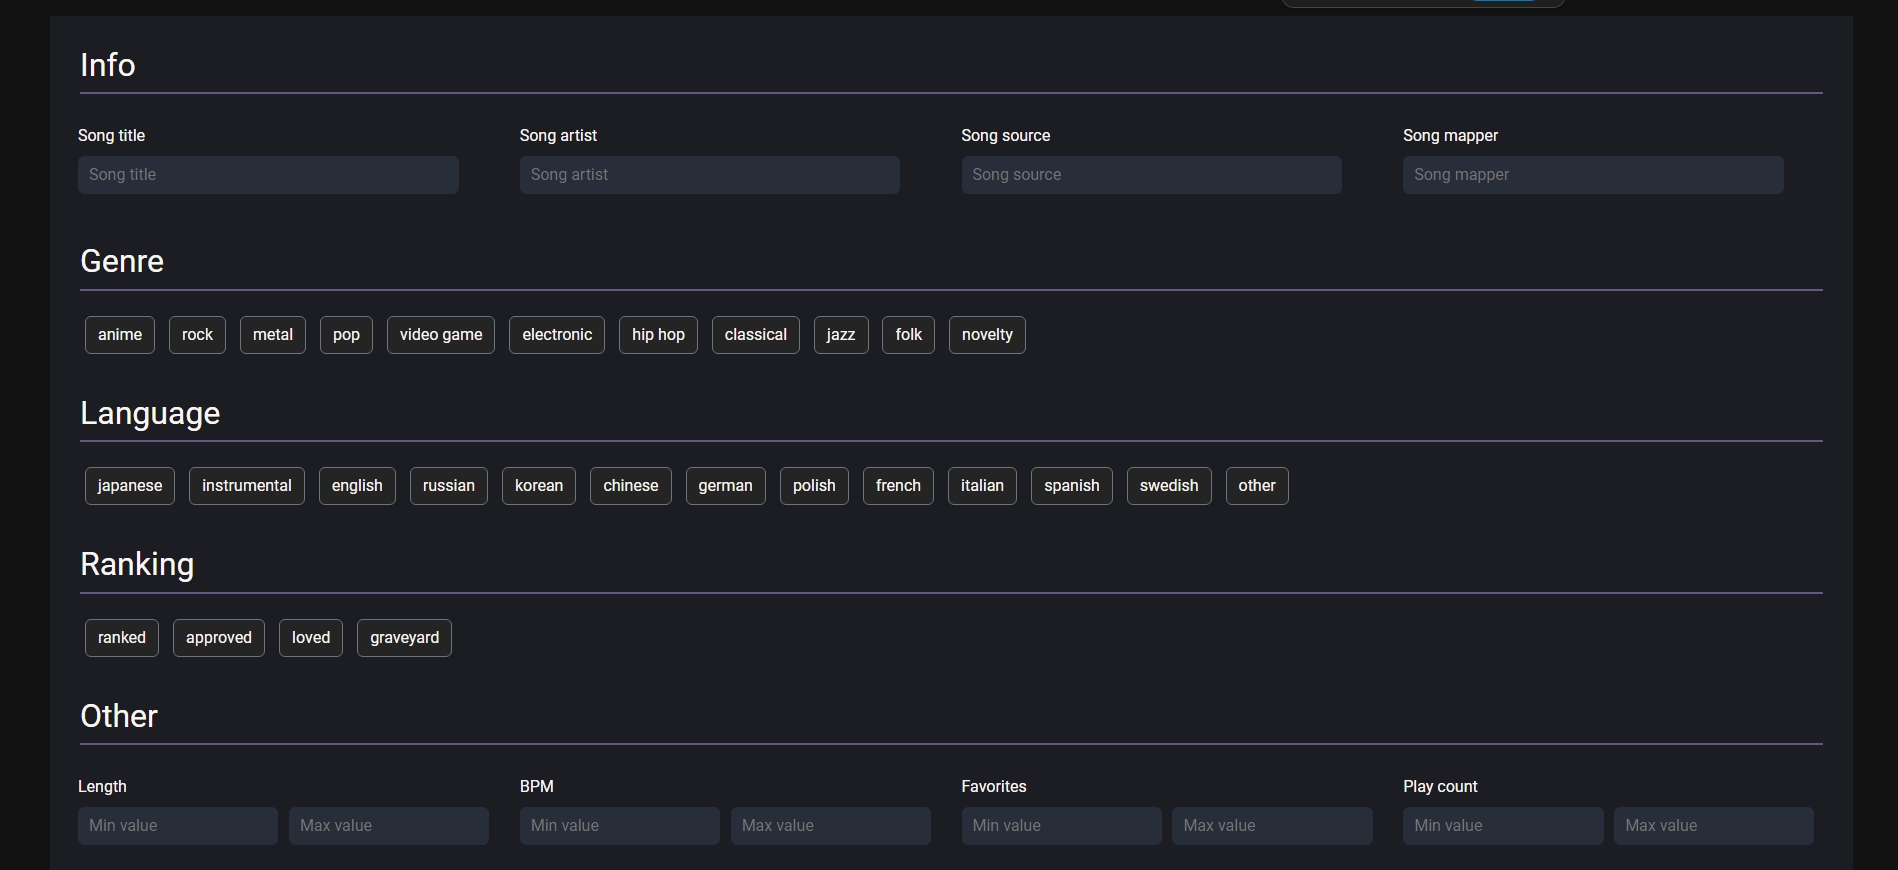 Info
Song title Song artist Song source Song mapper
Song title Song artist Song source Song mapper
Genre
anime rock metal pop video game electronic hip hop classical jazz folk novelty
Language
japanese instrumental english russian korean chinese german polish french italian spanish swedish other
Ranking
ranked approved loved graveyard
Other
Length BPM Favorites Play count
Min value Max value Min value Max value Min value Max value Min value Max value